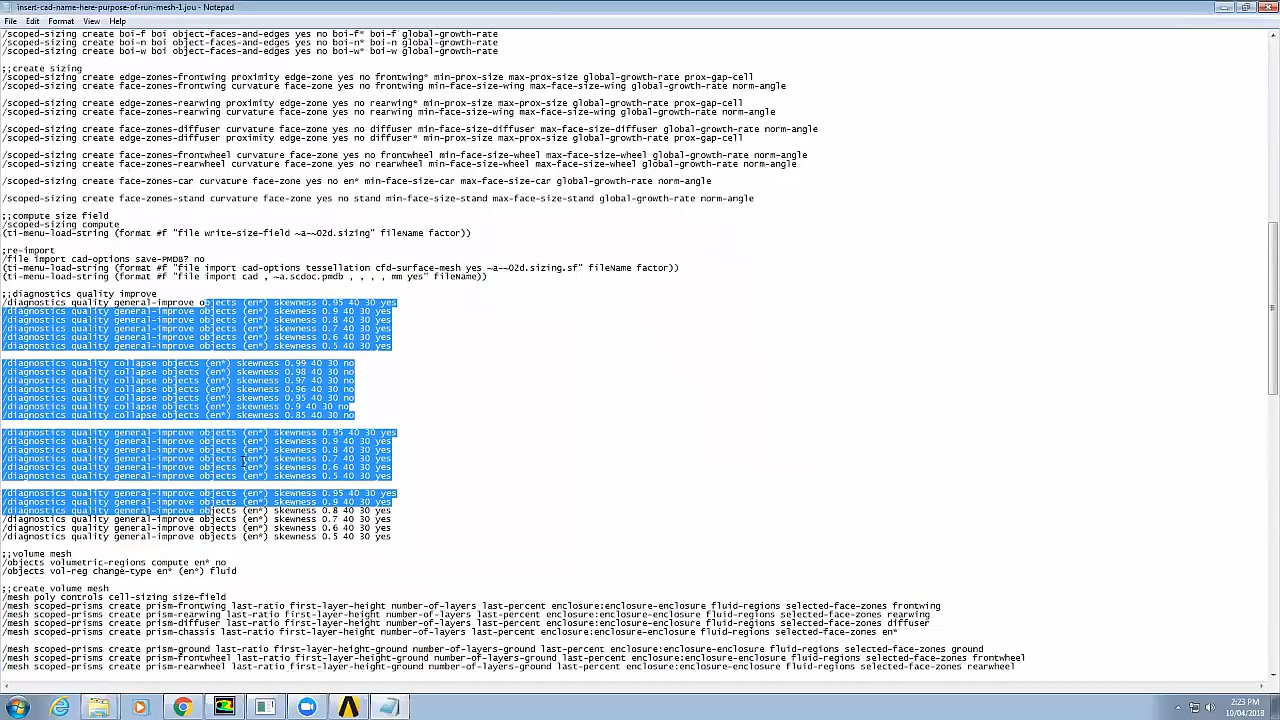 insert-cad-name-here-purpose-of-run-mesh-1.jou - Notepad
File Edit Format View Help
/scoped-sizing create boi-f boi object-faces-and-edges yes no boi-f* boi-f global-growth-rate
/scoped-sizing create boi-n boi object-faces-and-edges yes no boi-n* boi-n global-growth-rate
/scoped-sizing create boi-w boi object-faces-and-edges yes no boi-w* boi-w global-growth-rate
;;create sizing
/scoped-sizing create edge-zones-frontwing proximity edge-zone yes no frontwing* min-prox-size max-prox-size global-growth-rate prox-gap-cell
/scoped-sizing create face-zones-frontwing curvature face-zone yes no frontwing min-face-size-wing max-face-size-wing global-growth-rate norm-angle
/scoped-sizing create edge-zones-rearwing proximity edge-zone yes no rearwing* min-prox-size max-prox-size global-growth-rate prox-gap-cell
/scoped-sizing create face-zones-rearwing curvature face-zone yes no rearwing min-face-size-wing max-face-size-wing global-growth-rate norm-angle
/scoped-sizing create face-zones-diffuser curvature face-zone yes no diffuser min-face-size-diffuser max-face-size-diffuser global-growth-rate norm-angle
/scoped-sizing create edge-zones-diffuser proximity edge-zone yes no diffuser* min-prox-size max-prox-size global-growth-rate prox-gap-cell
/scoped-sizing create face-zones-frontwheel curvature face-zone yes no frontwheel min-face-size-wheel max-face-size-wheel global-growth-rate norm-angle
/scoped-sizing create face-zones-rearwheel curvature face-zone yes no rearwheel min-face-size-wheel max-face-size-wheel global-growth-rate norm-angle
/scoped-sizing create face-zones-car curvature face-zone yes no en* min-face-size-car max-face-size-car global-growth-rate norm-angle
/scoped-sizing create face-zones-stand curvature face-zone yes no stand min-face-size-stand max-face-size-stand global-growth-rate norm-angle
;;compute size field
/scoped-sizing compute
(ti-menu-load-string (format #f "file write-size-field ~a-~02d.sizing" fileName factor))
;re-import
/file import cad-options save-PMDB? no
(ti-menu-load-string (format #f "file import cad-options tessellation cfd-surface-mesh yes ~a-~02d.sizing.sf" fileName factor))
(ti-menu-load-string (format #f "file import cad , ~a.scdoc.pmdb , , , , mm yes" fileName))
;;diagnostics quality improve
/diagnostics quality general-improve objects (en*) skewness 0.95 40 30 yes
/diagnostics quality general-improve objects (en*) skewness 0.9 40 30 yes
/diagnostics quality general-improve objects (en*) skewness 0.8 40 30 yes
/diagnostics quality general-improve objects (en*) skewness 0.7 40 30 yes
/diagnostics quality general-improve objects (en*) skewness 0.6 40 30 yes
/diagnostics quality general-improve objects (en*) skewness 0.5 40 30 yes
/diagnostics quality collapse objects (en*) skewness 0.99 40 30 no
/diagnostics quality collapse objects (en*) skewness 0.98 40 30 no
/diagnostics quality collapse objects (en*) skewness 0.97 40 30 no
/diagnostics quality collapse objects (en*) skewness 0.96 40 30 no
/diagnostics quality collapse objects (en*) skewness 0.95 40 30 no
/diagnostics quality collapse objects (en*) skewness 0.9 40 30 no
/diagnostics quality collapse objects (en*) skewness 0.85 40 30 no
/diagnostics quality general-improve objects (en*) skewness 0.95 40 30 yes
/diagnostics quality general-improve objects (en*) skewness 0.9 40 30 yes
/diagnostics quality general-improve objects (en*) skewness 0.8 40 30 yes
/diagnostics quality general-improve objects (en*) skewness 0.7 40 30 yes
/diagnostics quality general-improve objects (en*) skewness 0.6 40 30 yes
/diagnostics quality general-improve objects (en*) skewness 0.5 40 30 yes
/diagnostics quality general-improve objects (en*) skewness 0.95 40 30 yes
/diagnostics quality general-improve objects (en*) skewness 0.9 40 30 yes
/diagnostics quality general-improve objects (en*) skewness 0.8 40 30 yes
/diagnostics quality general-improve objects (en*) skewness 0.7 40 30 yes
/diagnostics quality general-improve objects (en*) skewness 0.6 40 30 yes
/diagnostics quality general-improve objects (en*) skewness 0.5 40 30 yes
;;volume mesh
/objects volumetric-regions compute en* no
/objects vol-reg change-type en* (en*) fluid
;;create volume mesh
/mesh poly controls cell-sizing size-field
/mesh scoped-prisms create prism-frontwing last-ratio first-layer-height number-of-layers last-percent enclosure:enclosure-enclosure fluid-regions selected-face-zones frontwing
/mesh scoped-prisms create prism-rearwing last-ratio first-layer-height number-of-layers last-percent enclosure:enclosure-enclosure fluid-regions selected-face-zones rearwing
/mesh scoped-prisms create prism-diffuser last-ratio first-layer-height number-of-layers last-percent enclosure:enclosure-enclosure fluid-regions selected-face-zones diffuser
/mesh scoped-prisms create prism-chassis last-ratio first-layer-height number-of-layers last-percent enclosure:enclosure-enclosure fluid-regions selected-face-zones en*
/mesh scoped-prisms create prism-ground last-ratio first-layer-height-ground number-of-layers-ground last-percent enclosure:enclosure-enclosure fluid-regions selected-face-zones ground
/mesh scoped-prisms create prism-frontwheel last-ratio first-layer-height-ground number-of-layers-ground last-percent enclosure:enclosure-enclosure fluid-regions selected-face-zones frontwheel
/mesh scoped-prisms create prism-rearwheel last-ratio first-layer-height-ground number-of-layers-ground last-percent enclosure:enclosure-enclosure fluid-regions selected-face-zones rearwheel
2:23 PM
10/04/2018